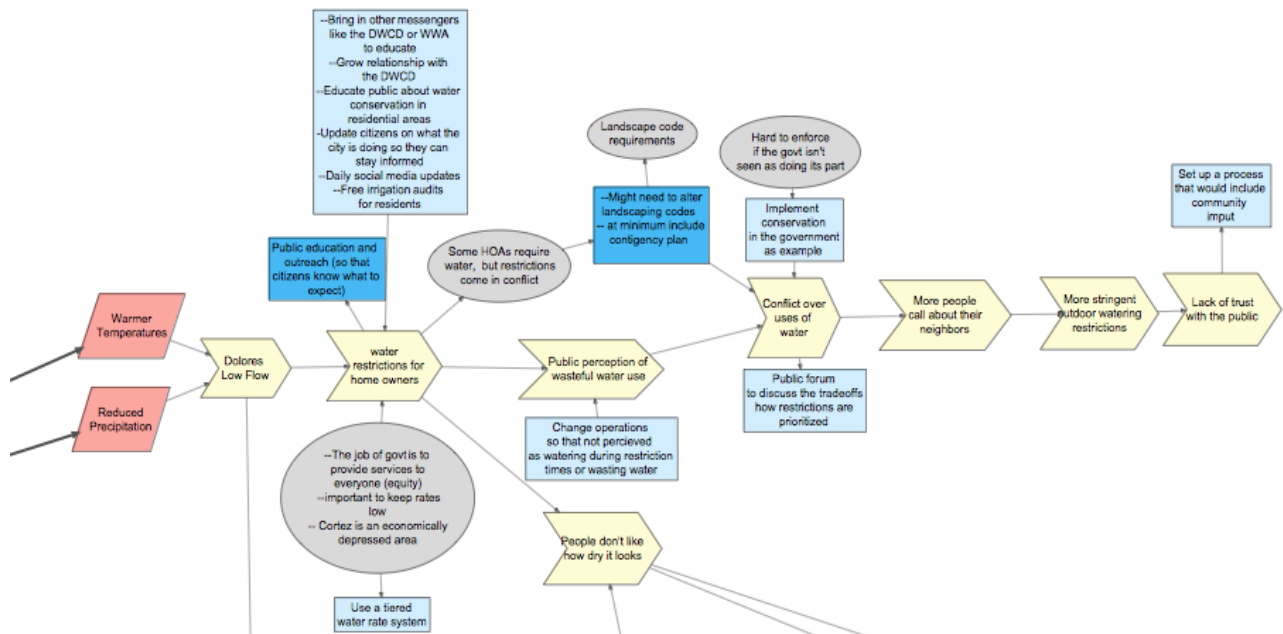 --Bring in other messengers
like the DWCD or WWA
to educate
--Grow relationship with
the DWCD
--Educate public about water
conservation in
residential areas
-Update citizens on what the
city is doing so they can
stay informed
--Daily social media updates
--Free irrigation audits
for residents
Landscape code
requirements
Hard to enforce
if the govt isn't
seen as doing its part
Set up a process
that would include
community
imput
--Might need to alter
landscaping codes
-- at minimum include
contigency plan
Implement
conservation
in the government
as example
Public education and
outreach (so that
citizens know what to
expect)
Some HOAs require
water, but restrictions
come in conflict
Warmer
Temperatures
Dolores
Low Flow
water
restrictions for
home owners
Public perception of
wasteful water use
Conflict over
uses of
water
More people
call about their
neighbors
More stringent
outdoor watering
restrictions
Lack of trust
with the public
Reduced
Precipitation
Public forum
to discuss the tradeoffs
how restrictions are
prioritized
Change operations
so that not percieved
as watering during restriction
times or wasting water
--The job of govt is to
provide services to
everyone (equity)
--important to keep rates
low
-- Cortez is an economically
depressed area
People don't like
how dry it looks
Use a tiered
water rate system